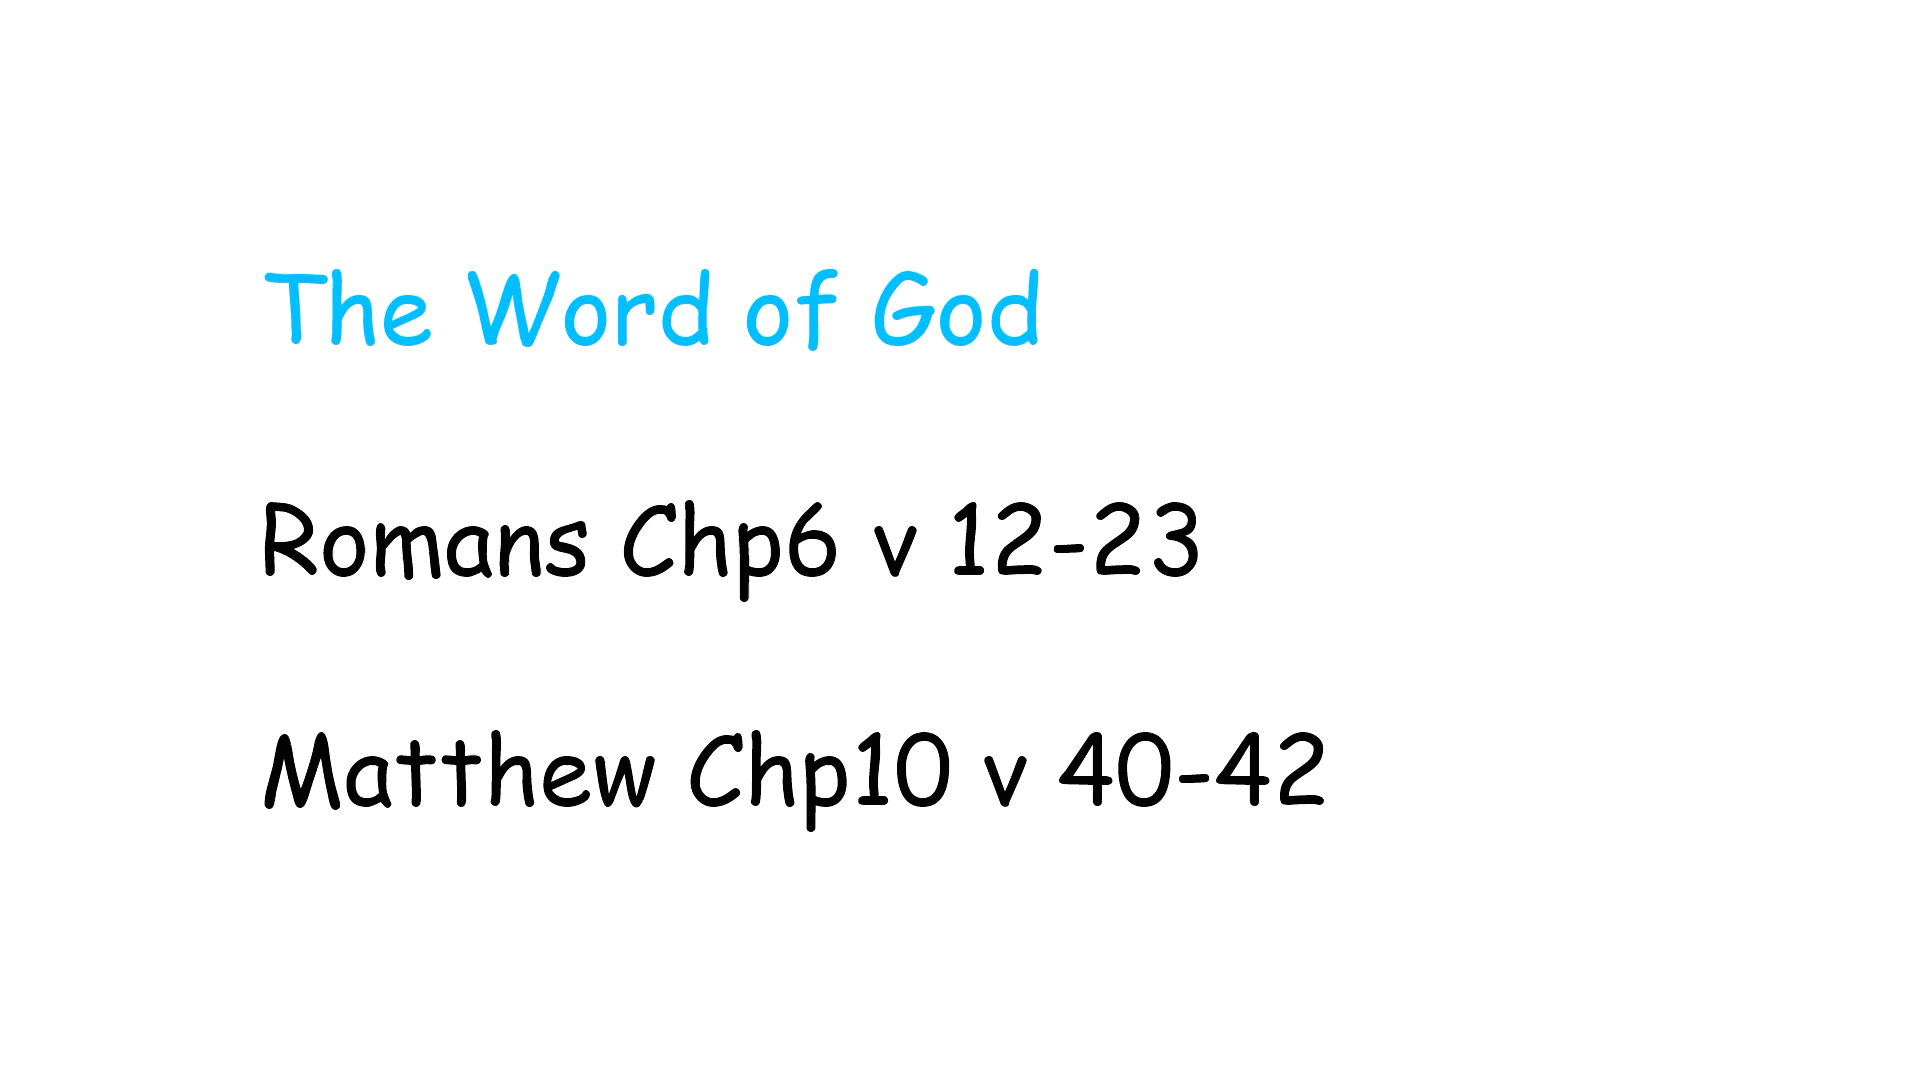 The Word of God
Romans Chp6 v 12-23
Matthew Chp10 v 40-42